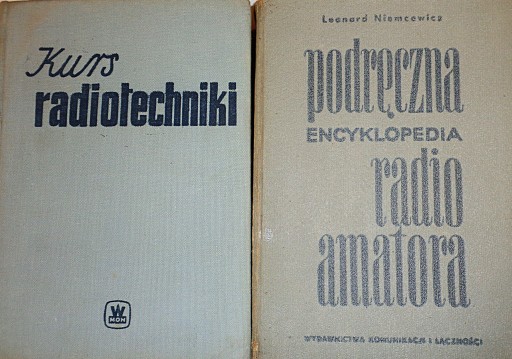 Kurs
radiotechniki
W
MON
Leonard Niemcewicz
podręczna
ENCYKLOPEDIA
radio
amatora
WYDAWNICTWA KOMUNIKACJI I ŁĄCZNOŚCI